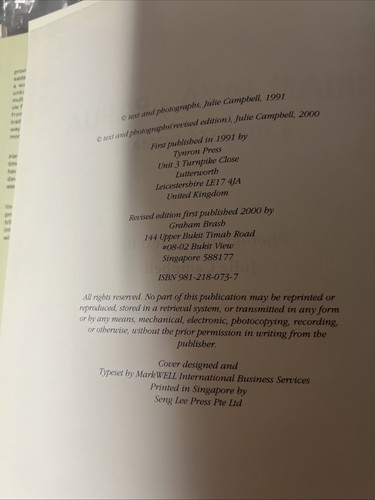 © text and photographs, Julie Campbell, 1991
© text and photographs(revised edition), Julie Campbell, 2000
First published in 1991 by
Tynron Press
Unit 3 Turnpike Close
Lutterworth
Leicestershire LE17 4JA
United Kingdom
Revised edition first published 2000 by
Graham Brash
144 Upper Bukit Timah Road
#08-02 Bukit View
Singapore 588177
ISBN 981-218-073-7
All rights reserved. No part of this publication may be reprinted or
reproduced, stored in a retrieval system, or transmitted in any form
or by any means, mechanical, electronic, photocopying, recording,
or otherwise, without the prior permission in writing from the
publisher.
Cover designed and
Typeset by MarkWELL International Business Services
Printed in Singapore by
Seng Lee Press Pte Ltd